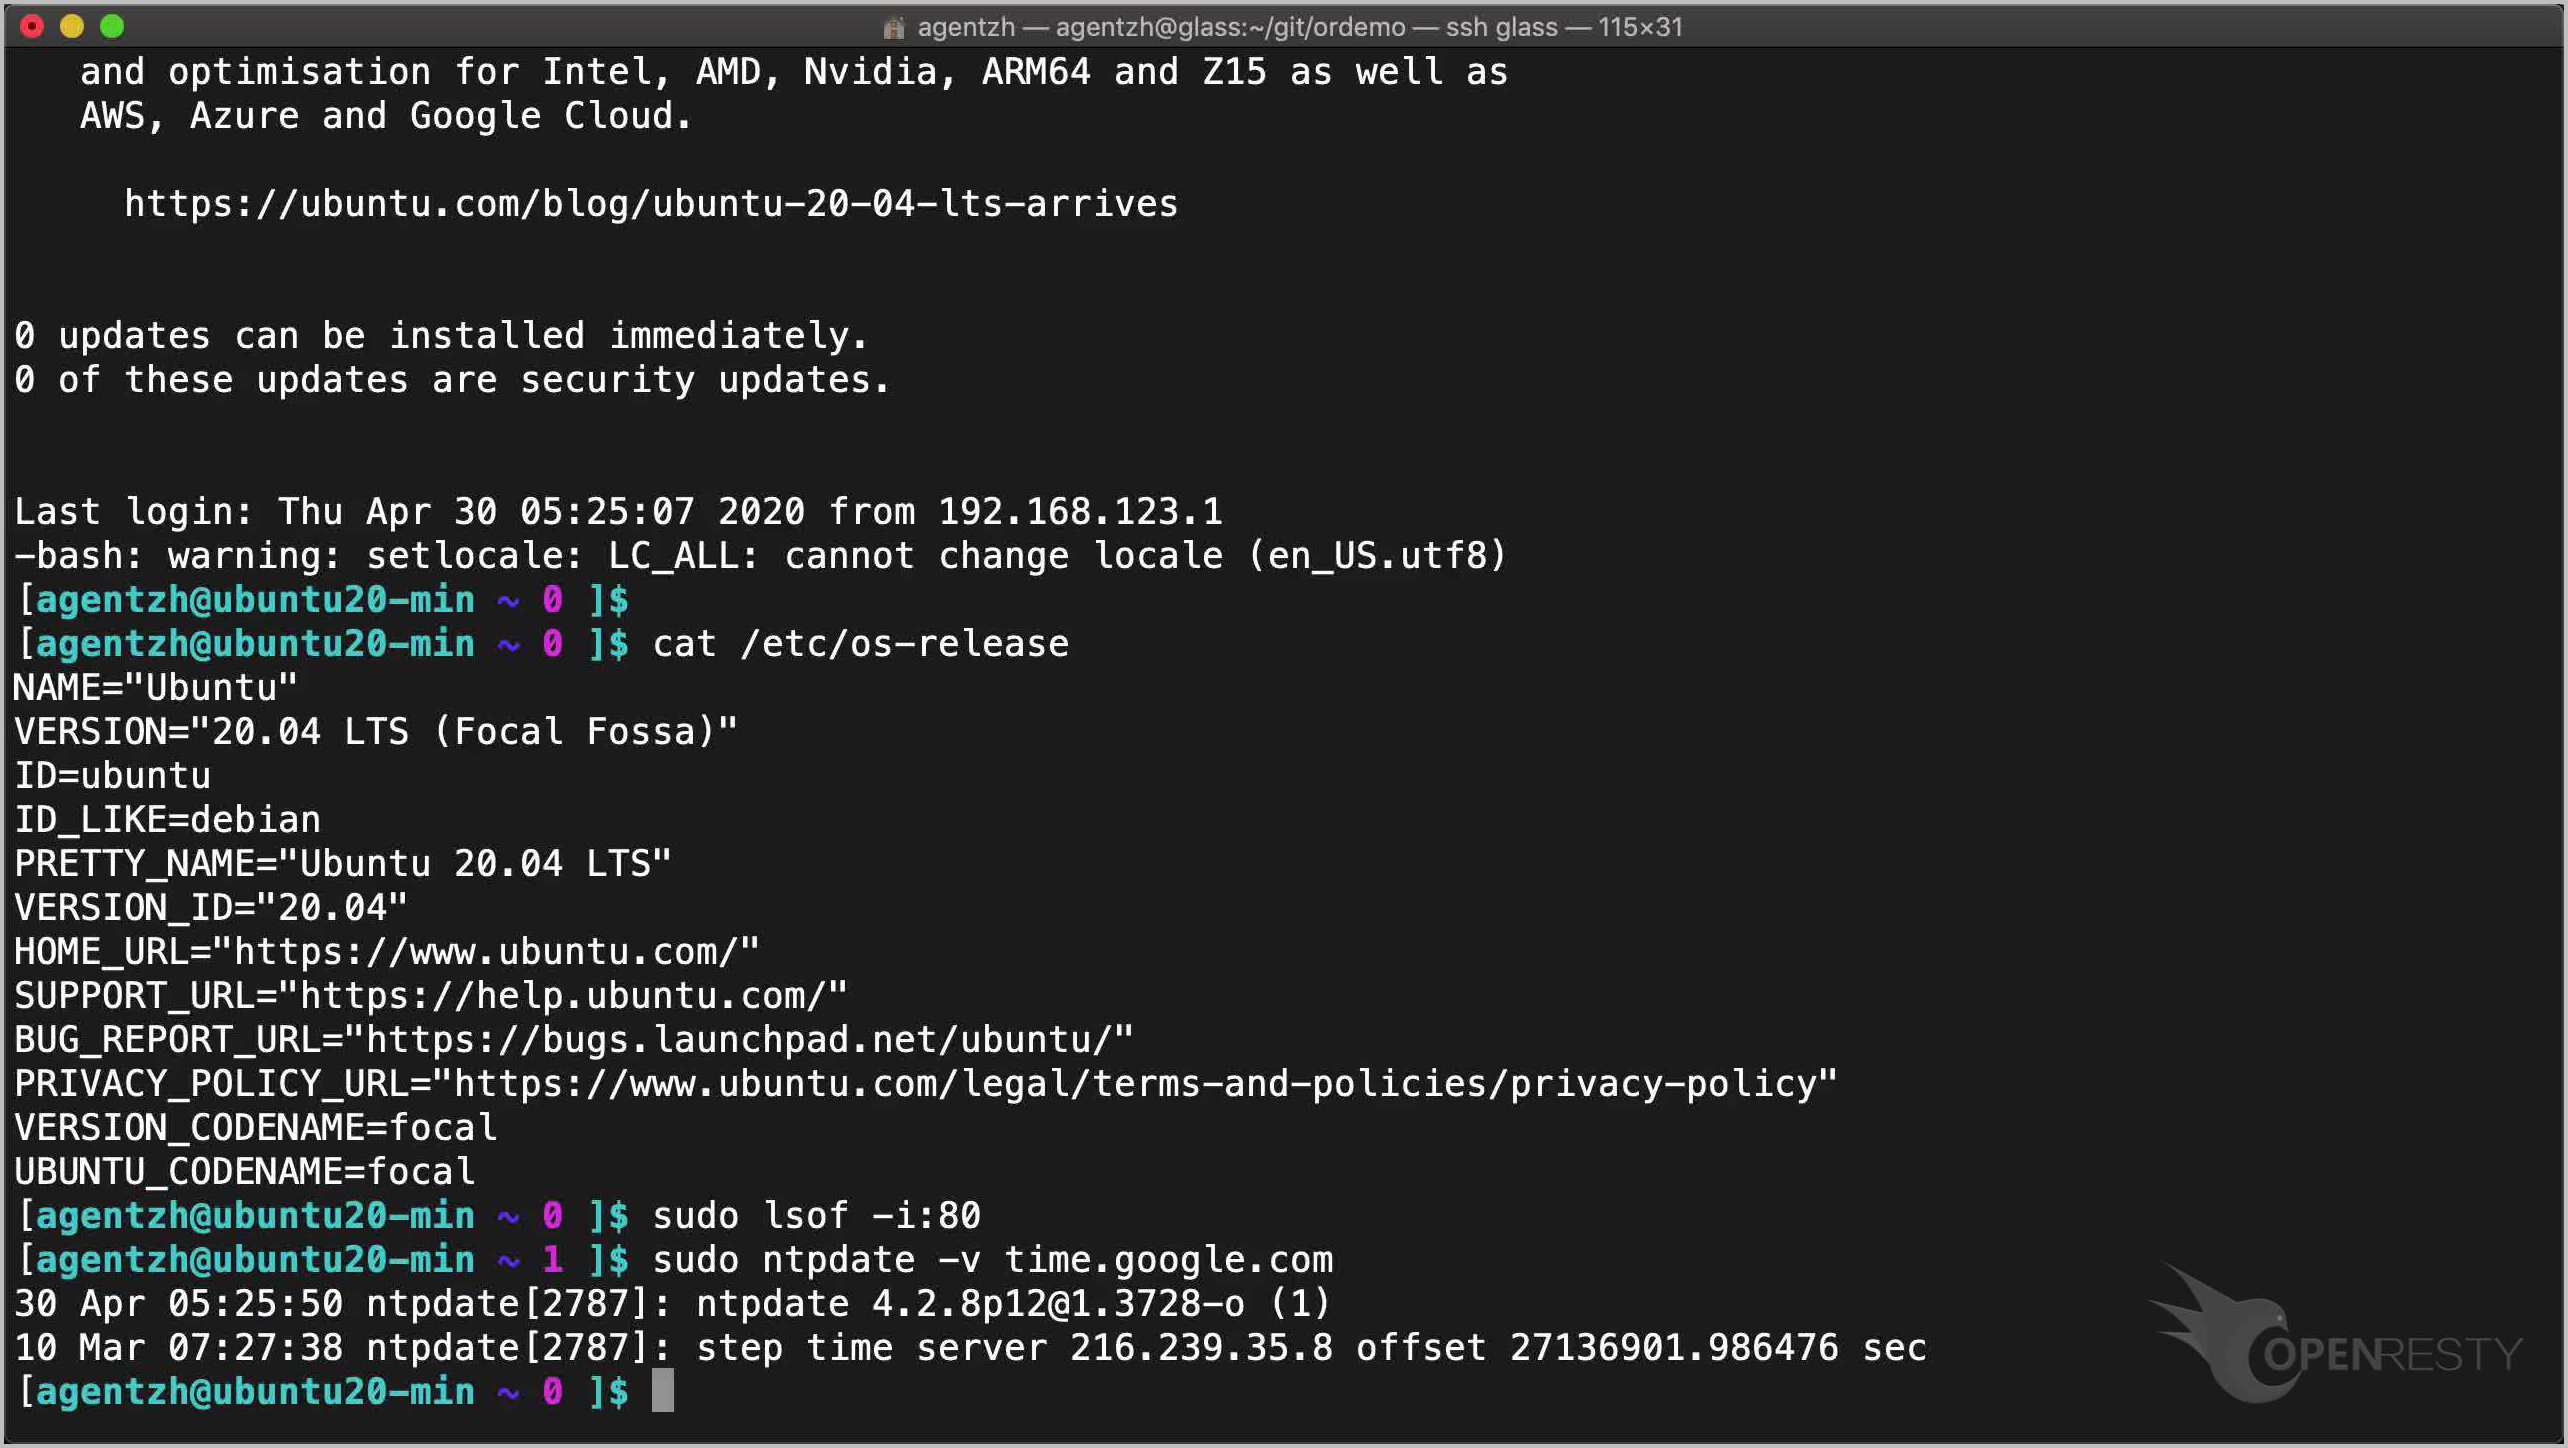 agentzh — agentzh@glass:~/git/ordemo — ssh glass — 115×31
and optimisation for Intel, AMD, Nvidia, ARM64 and Z15 as well as
AWS, Azure and Google Cloud.
https://ubuntu.com/blog/ubuntu-20-04-lts-arrives
0 updates can be installed immediately.
0 of these updates are security updates.
Last login: Thu Apr 30 05:25:07 2020 from 192.168.123.1
-bash: warning: setlocale: LC_ALL: cannot change locale (en_US.utf8)
[agentzh@ubuntu20-min ~ 0 ]$
[agentzh@ubuntu20-min ~ 0 ]$ cat /etc/os-release
NAME="Ubuntu"
VERSION="20.04 LTS (Focal Fossa)"
ID=ubuntu
ID_LIKE=debian
PRETTY_NAME="Ubuntu 20.04 LTS"
VERSION_ID="20.04"
HOME_URL="https://www.ubuntu.com/"
SUPPORT_URL="https://help.ubuntu.com/"
BUG_REPORT_URL="https://bugs.launchpad.net/ubuntu/"
PRIVACY_POLICY_URL="https://www.ubuntu.com/legal/terms-and-policies/privacy-policy"
VERSION_CODENAME=focal
UBUNTU_CODENAME=focal
[agentzh@ubuntu20-min ~ 0 ]$ sudo lsof -i:80
[agentzh@ubuntu20-min ~ 1 ]$ sudo ntpdate -v time.google.com
30 Apr 05:25:50 ntpdate[2787]: ntpdate 4.2.8p12@1.3728-o (1)
10 Mar 07:27:38 ntpdate[2787]: step time server 216.239.35.8 offset 27136901.986476 sec
[agentzh@ubuntu20-min ~ 0 ]$
OPENRESTY